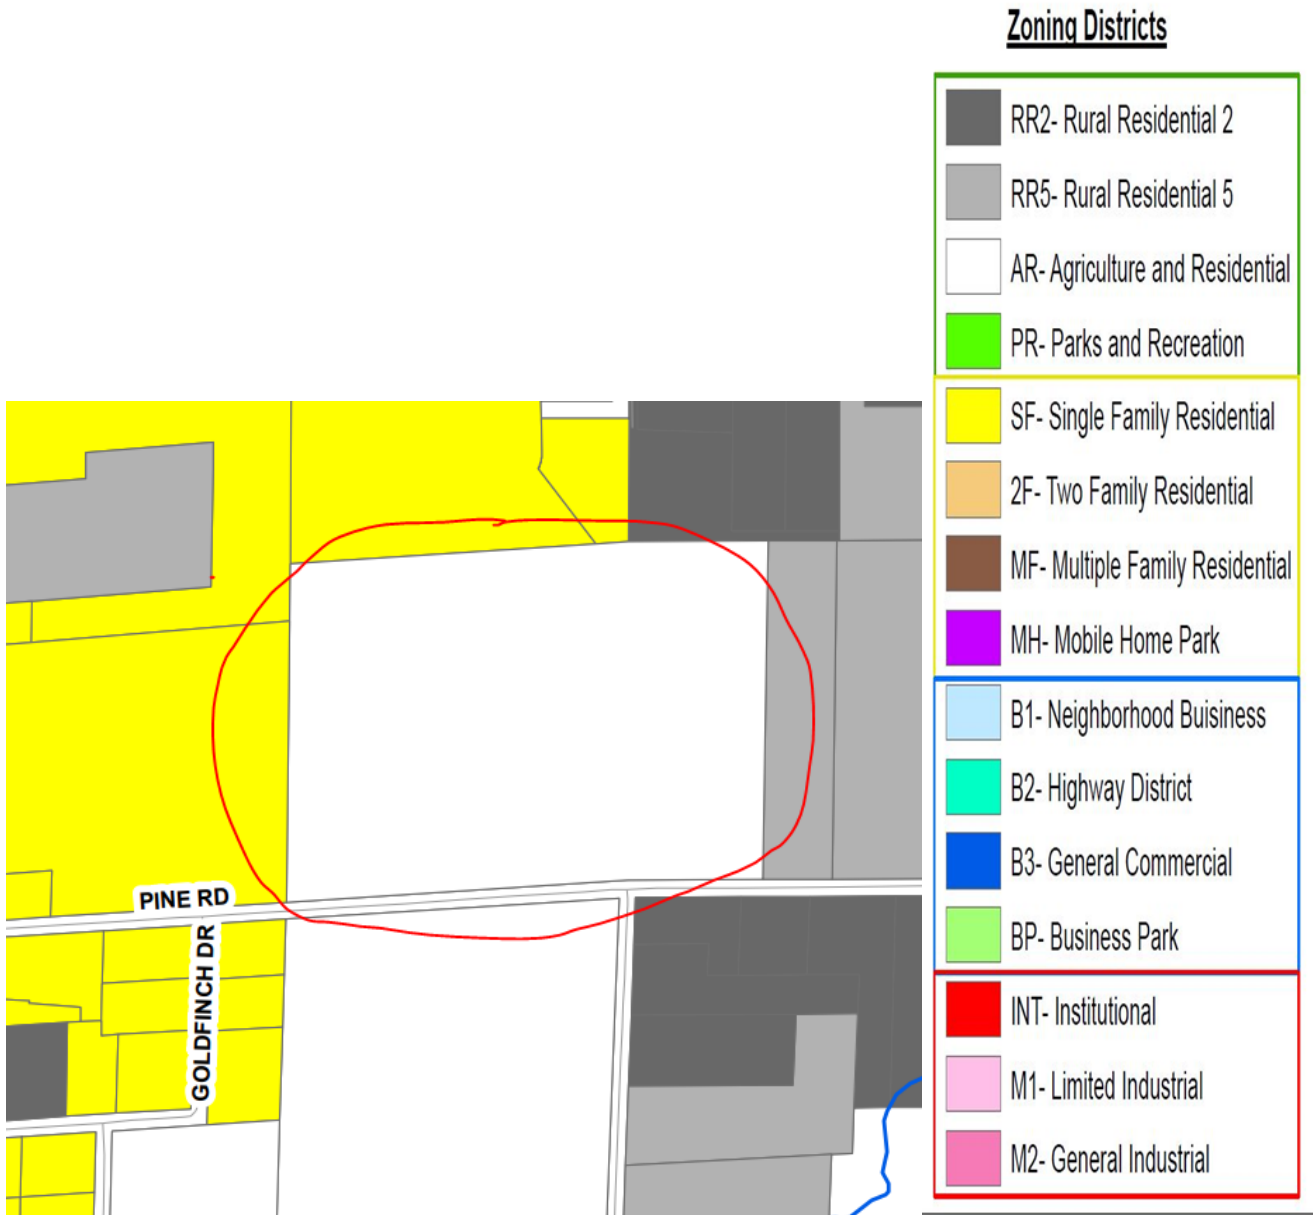 Zoning Districts
RR2- Rural Residential 2
RR5- Rural Residential 5
AR- Agriculture and Residential
PR- Parks and Recreation
SF- Single Family Residential
2F- Two Family Residential
MF- Multiple Family Residential
MH- Mobile Home Park
B1- Neighborhood Buisiness
B2- Highway District
B3- General Commercial
BP- Business Park
INT- Institutional
M1- Limited Industrial
M2- General Industrial
PINE RD
GOLDFINCH DR